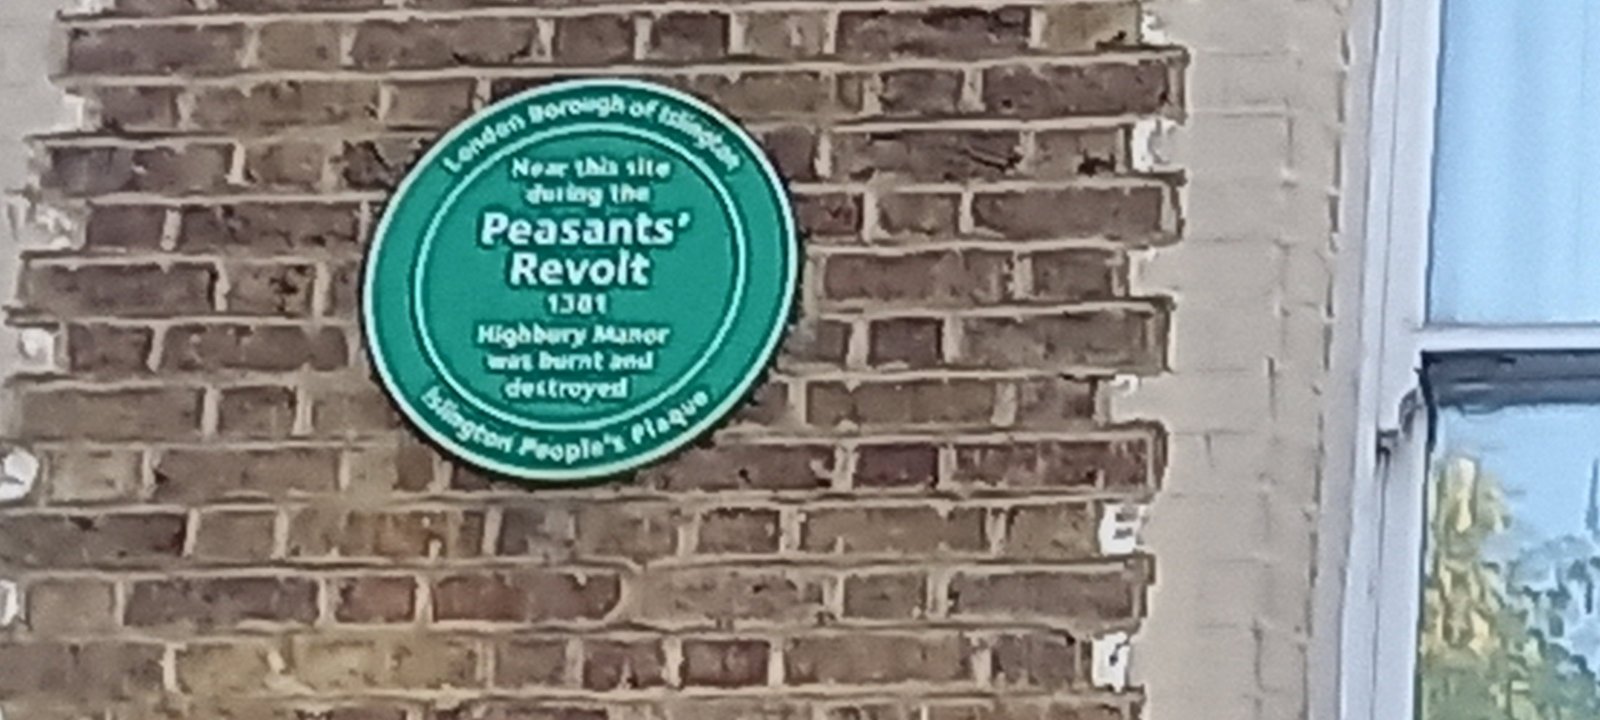 London Borough of Islington
Near this site
during the
Peasants'
Revolt
1381
Highbury Manor
was burnt and
destroyed
Islington People's Plaque